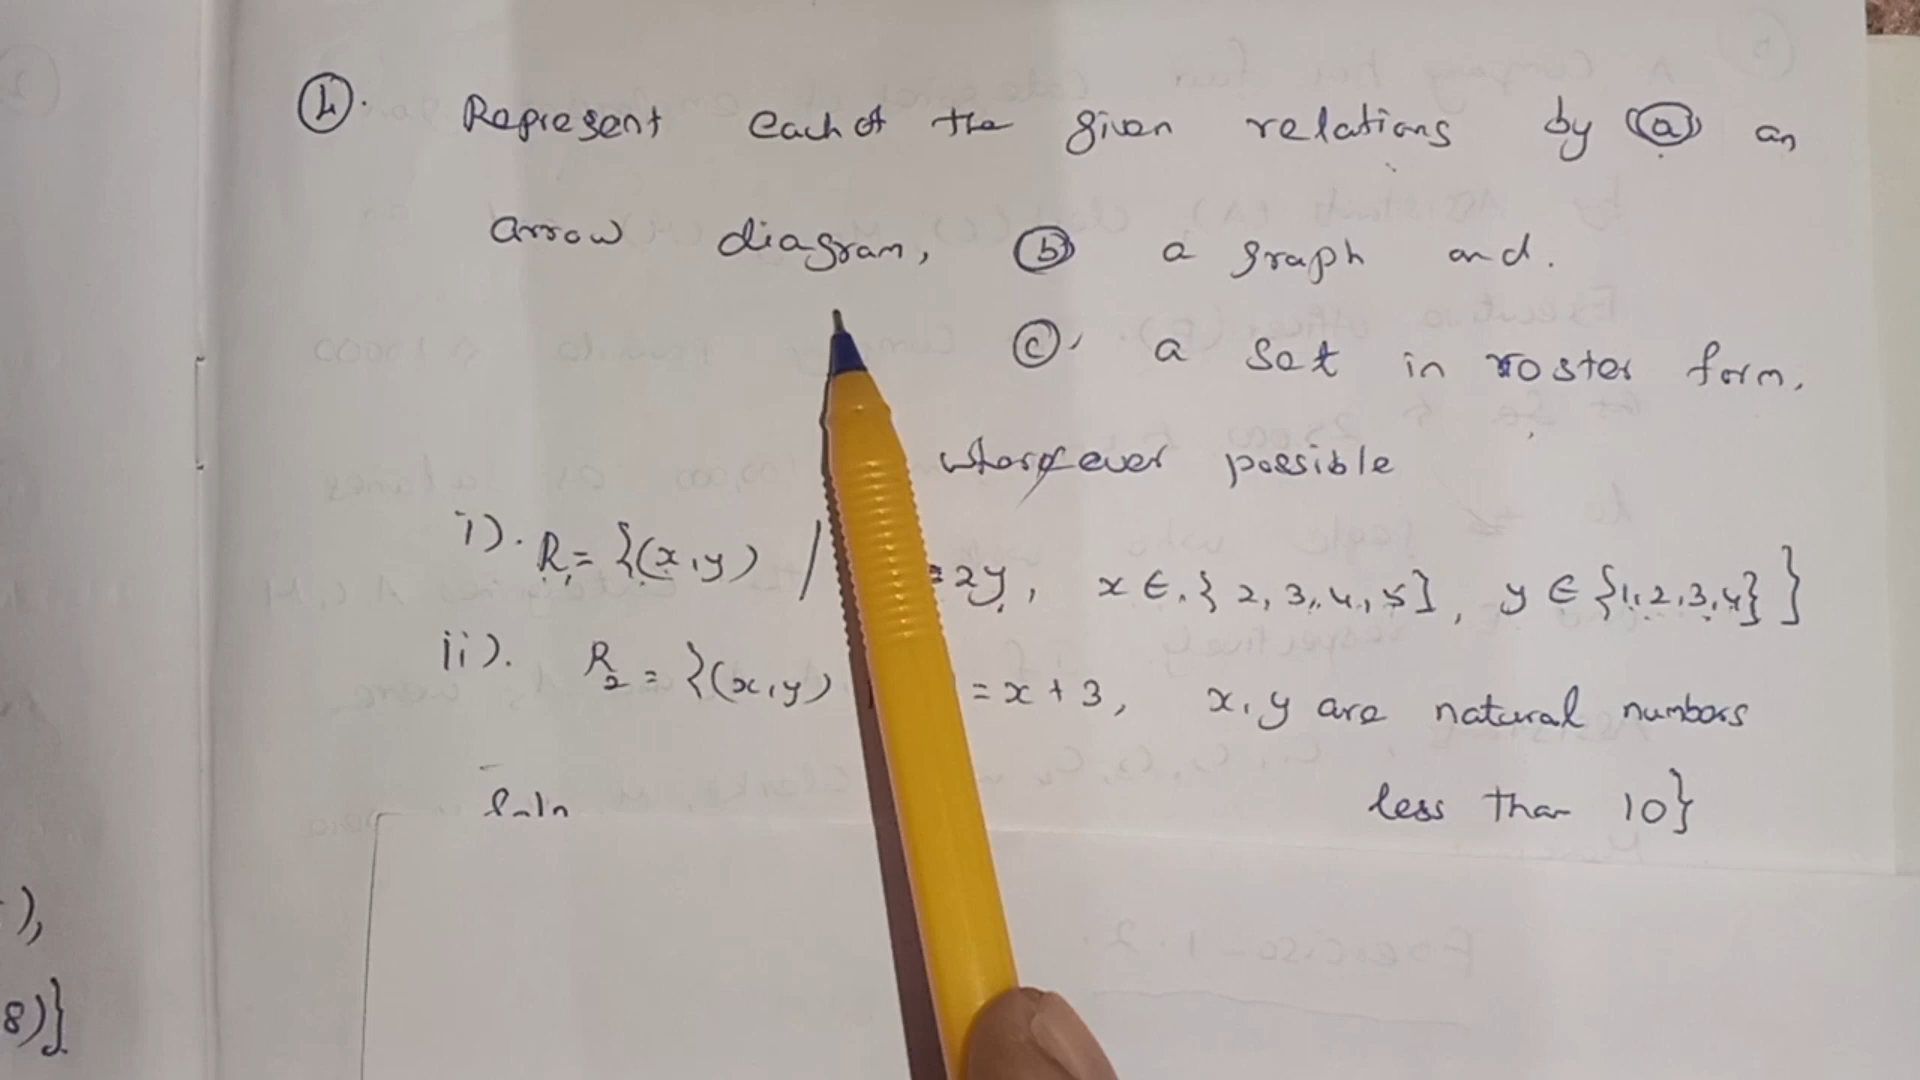 4. Represent each of the given relations by (a) an
arrow diagram, (b) a graph and.
(c), a set in roster form,
wherever possible
i). R₁= {(x,y) / =2y, x ∈ {2,3,4,5}, y ∈ {1,2,3,4}}
ii). R₂ = {(x,y) = x+3, x,y are natural numbers
less than 10}
),
8)}